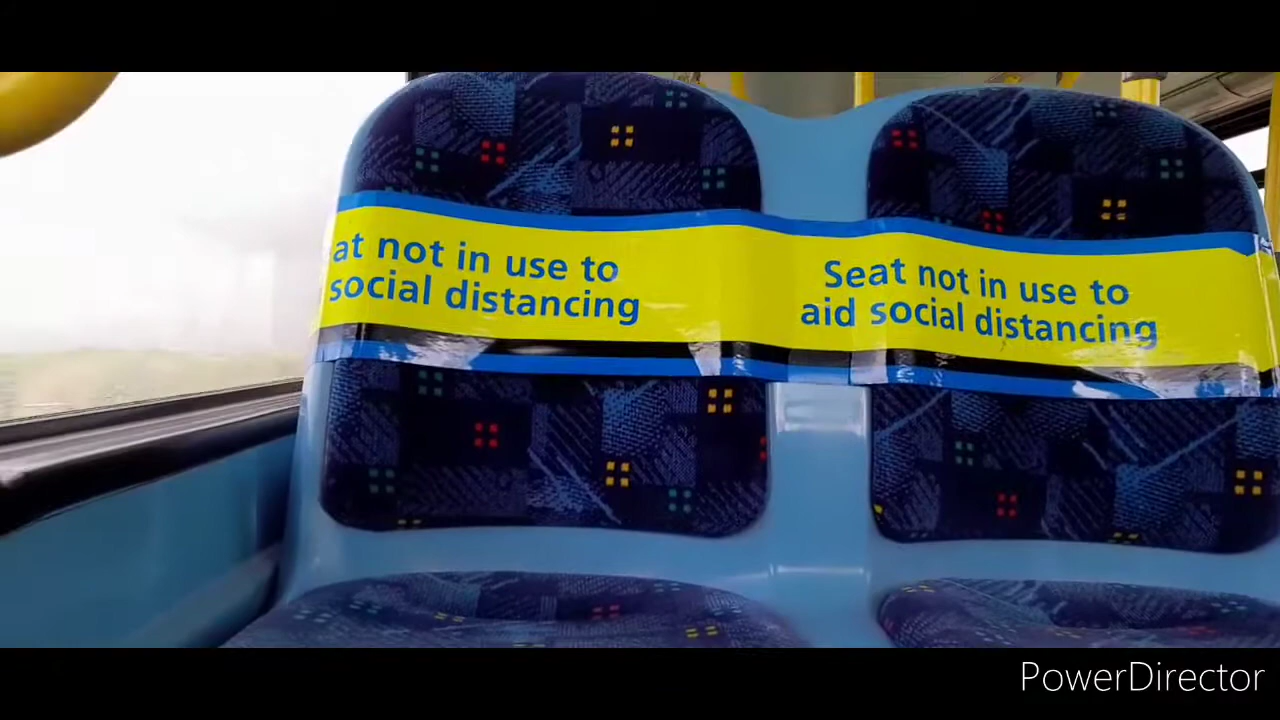 at not in use to
social distancing
Seat not in use to
aid social distancing
PowerDirector